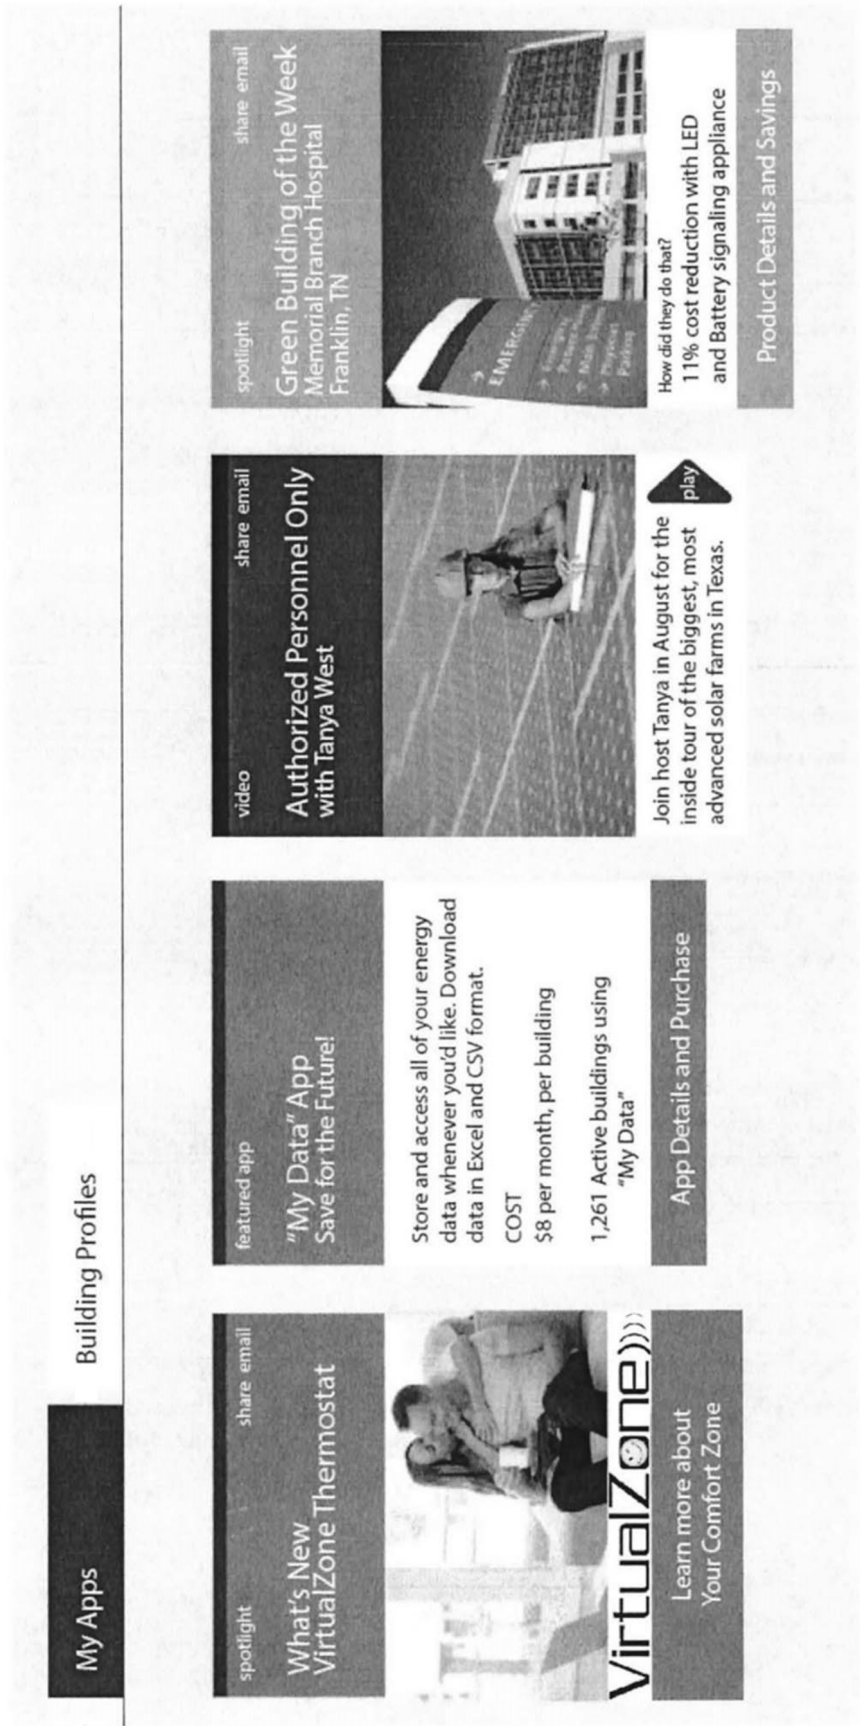 My Apps
Building Profiles
spotlight
share email
What's New
VirtualZone Thermostat
VirtualZone))))
Learn more about
Your Comfort Zone
featured app
"My Data" App
Save for the Future!
Store and access all of your energy
data whenever you'd like. Download
data in Excel and CSV format.
COST
$8 per month, per building
1,261 Active buildings using
"My Data"
App Details and Purchase
video
share email
Authorized Personnel Only
with Tanya West
Join host Tanya in August for the
inside tour of the biggest, most
advanced solar farms in Texas.
play
spotlight
share email
Green Building of the Week
Memorial Branch Hospital
Franklin, TN
EMERGENCY
Physician
Parking
How did they do that?
11% cost reduction with LED
and Battery signaling appliance
Product Details and Savings